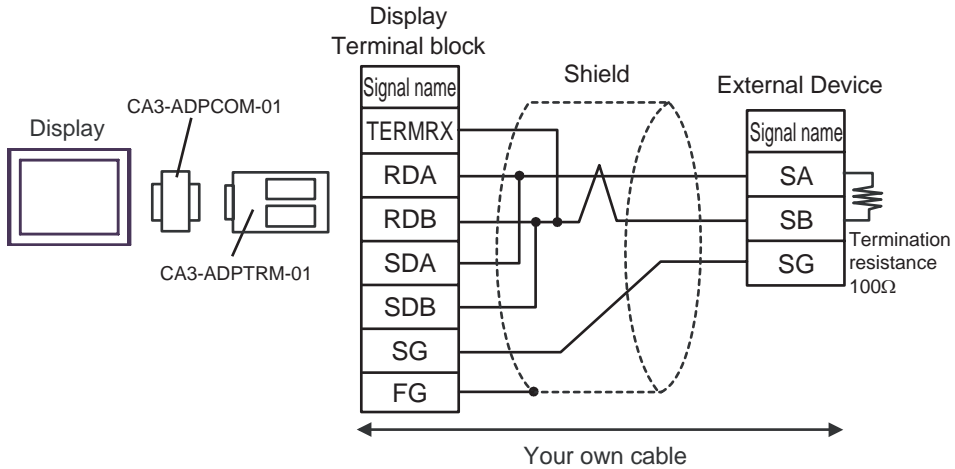 Display
Terminal block
Shield
External Device
CA3-ADPCOM-01
Display
CA3-ADPTRM-01
Signal name
TERMRX
RDA
RDB
SDA
SDB
SG
FG
Signal name
SA
SB
SG
Termination
resistance
100Ω
Your own cable